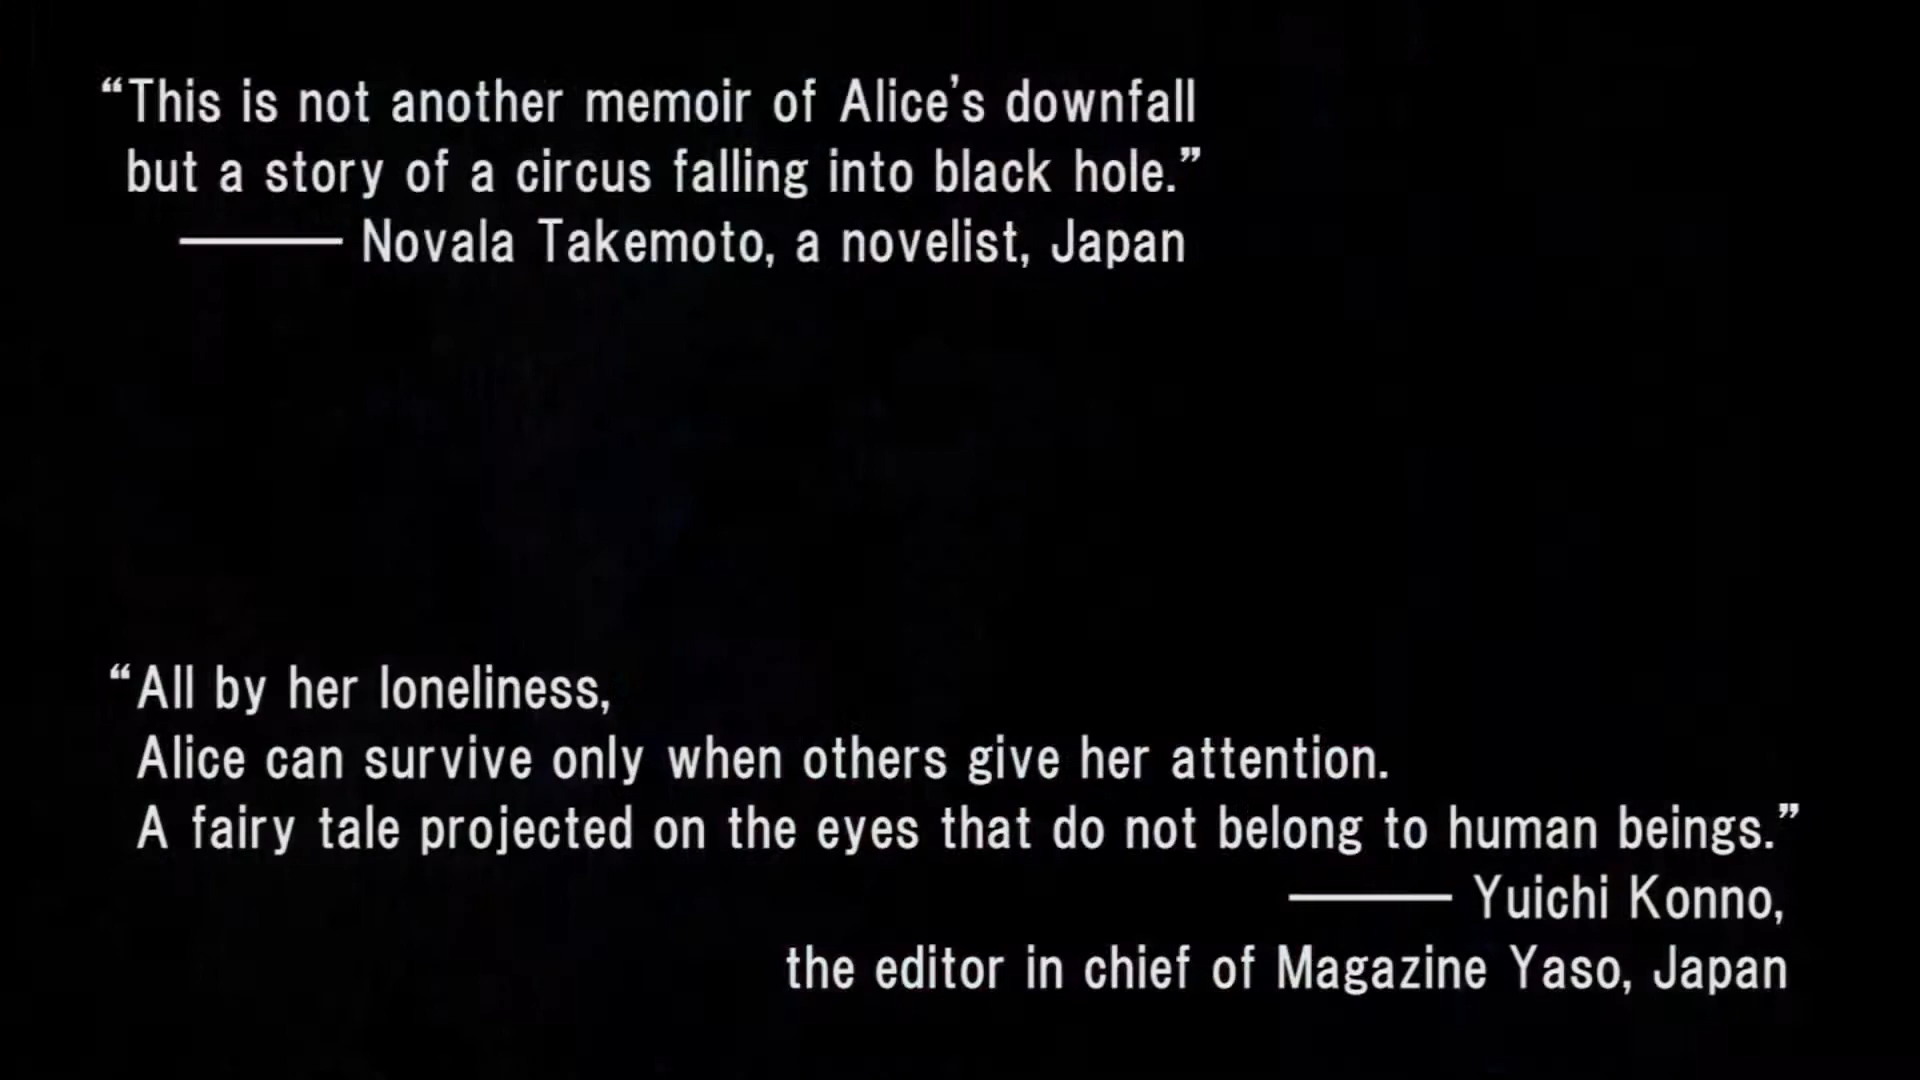 “This is not another memoir of Alice’s downfall
but a story of a circus falling into black hole.”
——— Novala Takemoto, a novelist, Japan
“All by her loneliness,
Alice can survive only when others give her attention.
A fairy tale projected on the eyes that do not belong to human beings.”
——— Yuichi Konno,
the editor in chief of Magazine Yaso, Japan